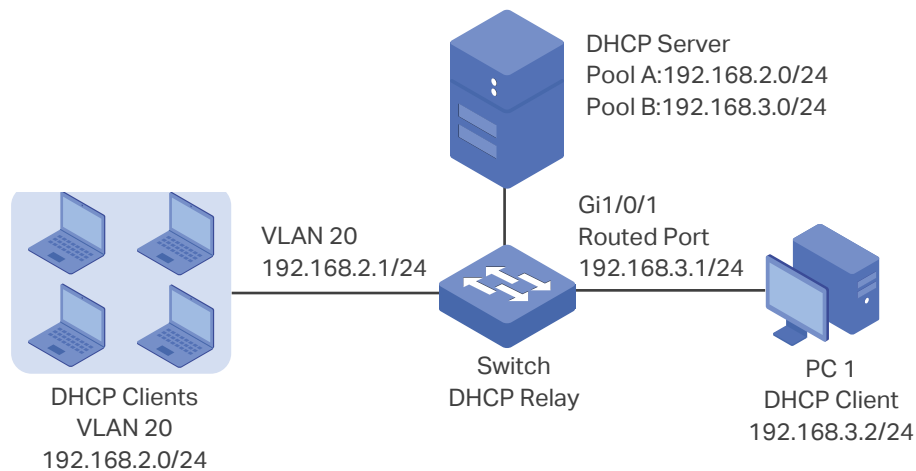 DHCP Server
Pool A:192.168.2.0/24
Pool B:192.168.3.0/24
VLAN 20
192.168.2.1/24
Gi1/0/1
Routed Port
192.168.3.1/24
Switch
DHCP Relay
DHCP Clients
VLAN 20
192.168.2.0/24
PC 1
DHCP Client
192.168.3.2/24